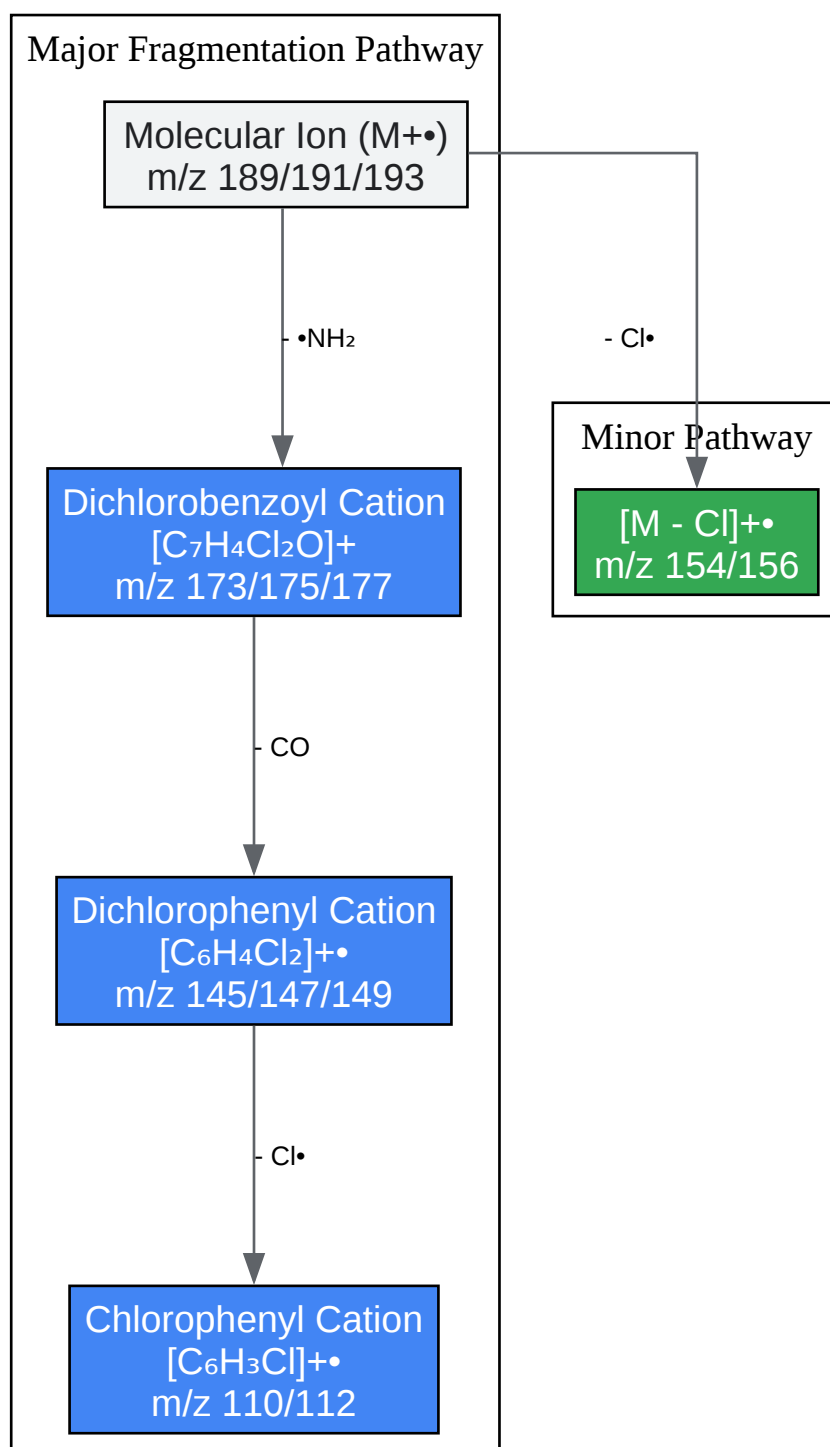 Major Fragmentation Pathway
Molecular Ion (M+•)
m/z 189/191/193
- •NH₂
- Cl•
Minor Pathway
Dichlorobenzoyl Cation
[C₇H₄Cl₂O]+
m/z 173/175/177
[M - Cl]+•
m/z 154/156
- CO
Dichlorophenyl Cation
[C₆H₄Cl₂]+•
m/z 145/147/149
- Cl•
Chlorophenyl Cation
[C₆H₃Cl]+•
m/z 110/112